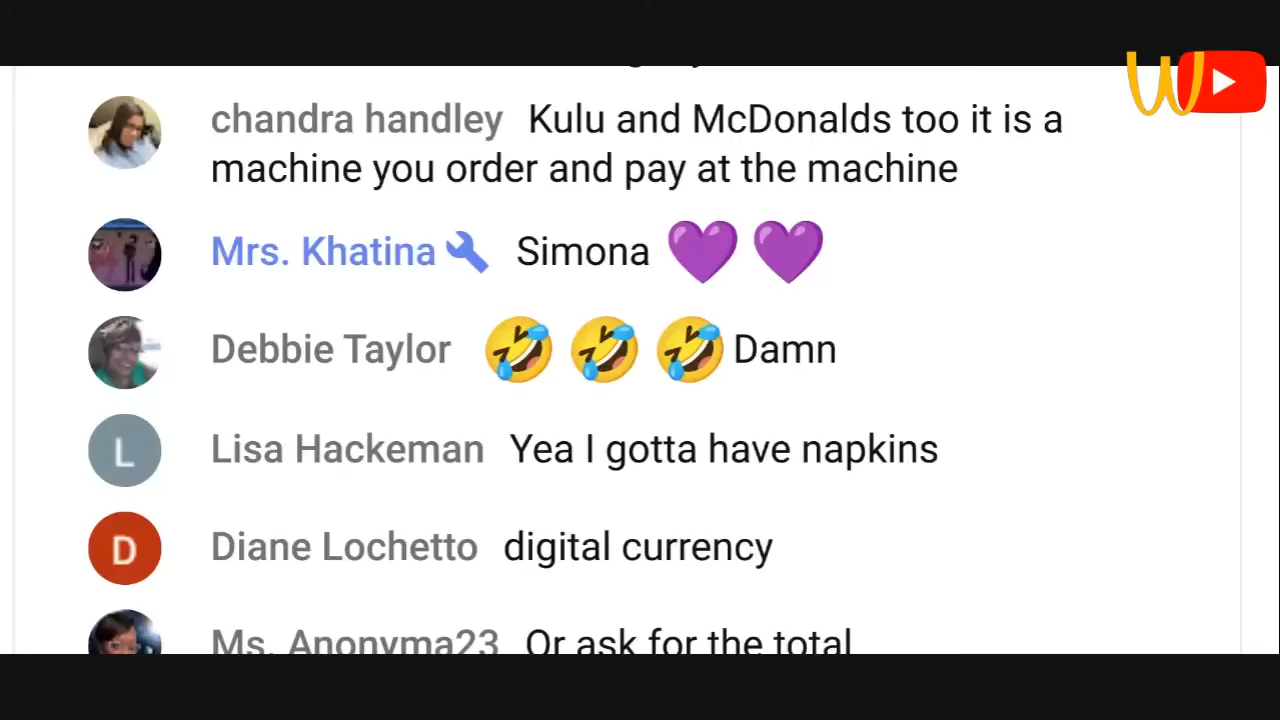 chandra handley Kulu and McDonalds too it is a
machine you order and pay at the machine
Mrs. Khatina Simona 💜 💜
Debbie Taylor 🤣 🤣 🤣 Damn
L Lisa Hackeman Yea I gotta have napkins
D Diane Lochetto digital currency
Ms. Anonyma23 Or ask for the total